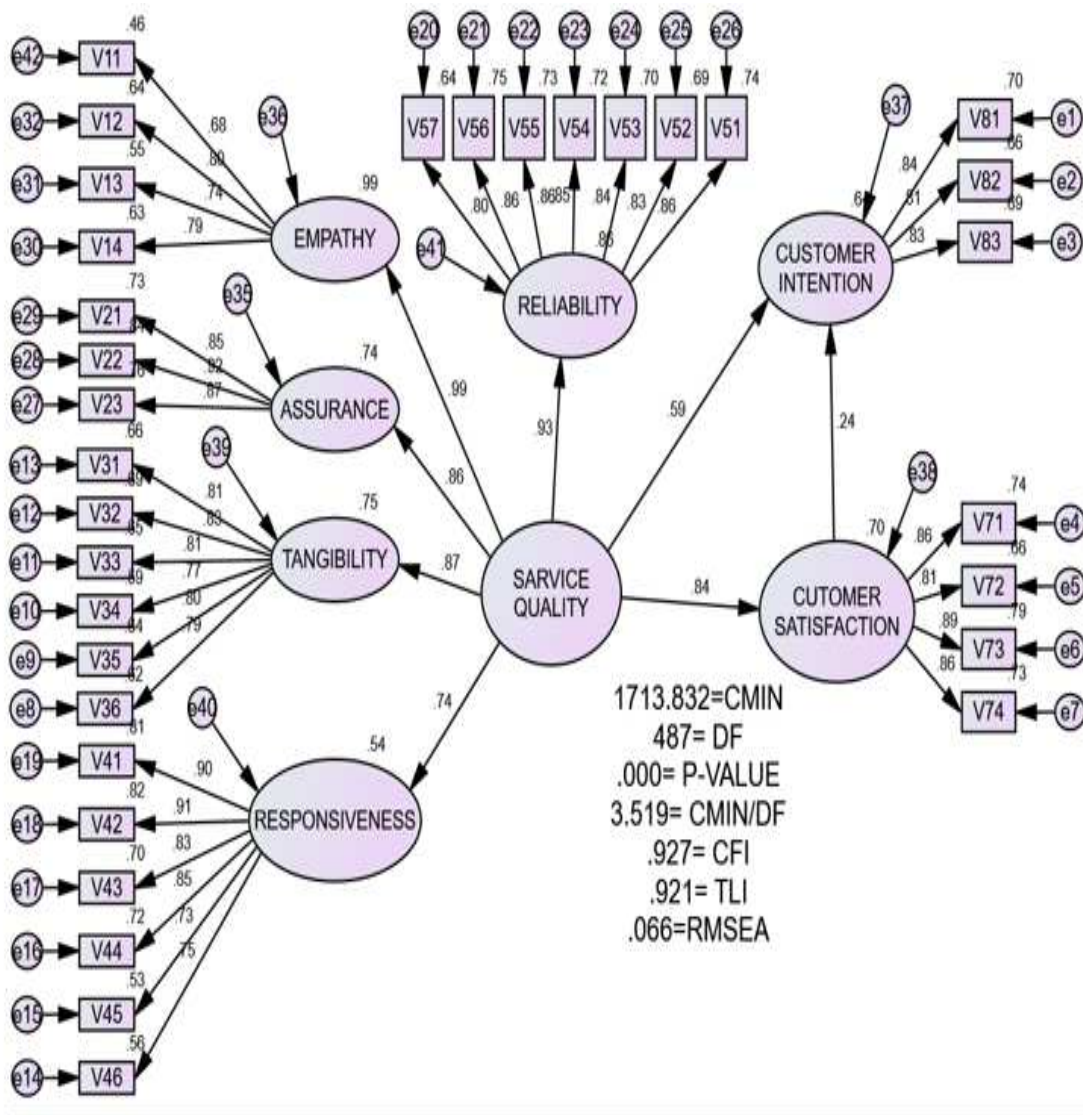 .46
e42
V11
.64
e32
V12
.55
e31
V13
.63
e30
V14
.68
.80
.74
.79
e36
.99
EMPATHY
e20
e21
e22
e23
e24
e25
e26
.64
.75
.73
.72
.70
.69
.74
V57
V56
V55
V54
V53
V52
V51
.80
.86
.86
.85
.84
.83
.86
e41
.86
RELIABILITY
e37
.70
V81
e1
.66
V82
e2
.69
V83
e3
.84
.81
.83
CUSTOMER
INTENTION
.73
e29
V21
e28
V22
e27
V23
.85
.82
.87
e35
.74
ASSURANCE
.99
.93
.59
.24
.86
.66
e13
V31
.69
e12
V32
.65
e11
V33
e10
V34
.64
e9
V35
.62
e8
V36
.81
.83
.81
.77
.80
.79
e39
.75
TANGIBILITY
.87
SARVICE
QUALITY
.84
e38
.70
CUTOMER
SATISFACTION
.74
V71
e4
.66
V72
e5
.79
V73
e6
.73
V74
e7
.86
.81
.89
.86
.74
.81
e19
V41
.82
e18
V42
.70
e17
V43
.72
e16
V44
.53
e15
V45
.56
e14
V46
.90
.91
.83
.85
.73
.75
e40
.54
RESPONSIVENESS
1713.832=CMIN
487= DF
.000= P-VALUE
3.519= CMIN/DF
.927= CFI
.921= TLI
.066=RMSEA